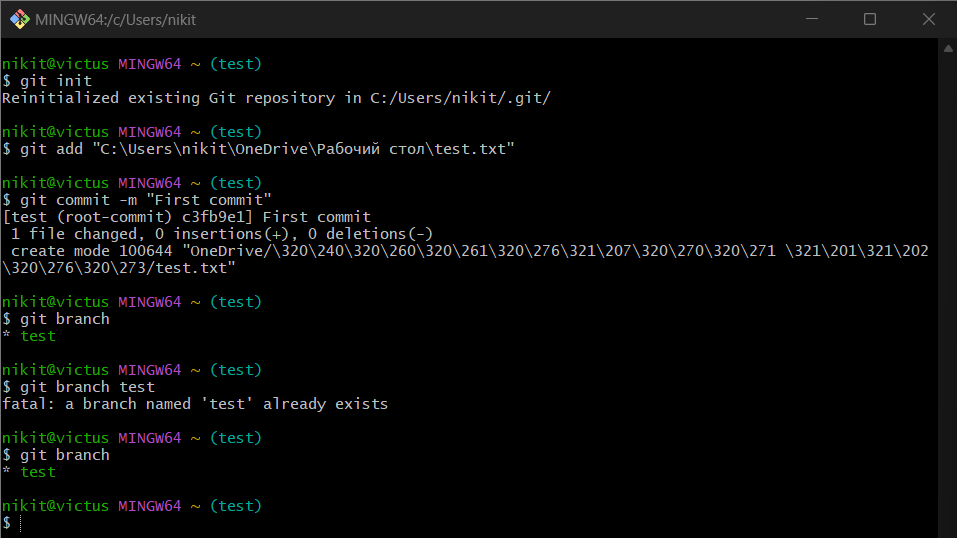 MINGW64:/c/Users/nikit
nikit@victus MINGW64 ~ (test)
$ git init
Reinitialized existing Git repository in C:/Users/nikit/.git/
nikit@victus MINGW64 ~ (test)
$ git add "C:\Users\nikit\OneDrive\Рабочий стол\test.txt"
nikit@victus MINGW64 ~ (test)
$ git commit -m "First commit"
[test (root-commit) c3fb9e1] First commit
 1 file changed, 0 insertions(+), 0 deletions(-)
 create mode 100644 "OneDrive/\320\240\320\260\320\261\320\276\321\207\320\270\320\271 \321\201\321\202
\320\276\320\273/test.txt"
nikit@victus MINGW64 ~ (test)
$ git branch
* test
nikit@victus MINGW64 ~ (test)
$ git branch test
fatal: a branch named 'test' already exists
nikit@victus MINGW64 ~ (test)
$ git branch
* test
nikit@victus MINGW64 ~ (test)
$